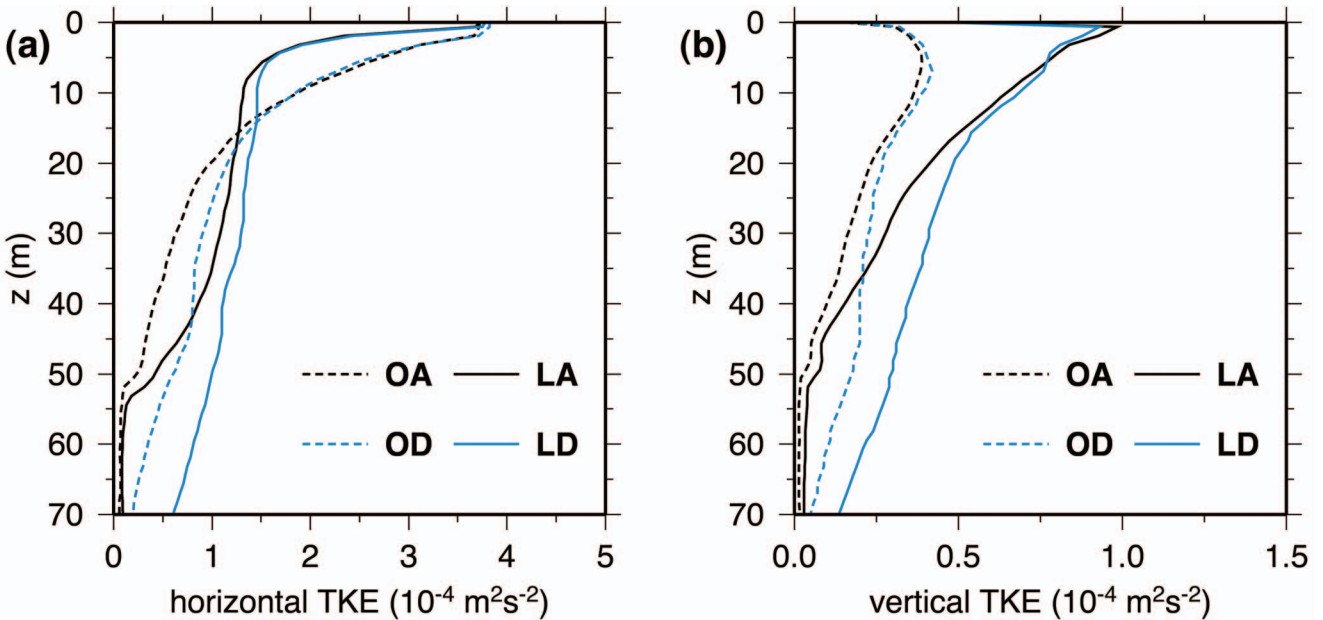 (a)
0
10
20
30
40
50
60
70
z (m)
OA
LA
OD
LD
0
1
2
3
4
5
horizontal TKE (10⁻⁴ m²s⁻²)
(b)
0
10
20
30
40
50
60
70
z (m)
OA
LA
OD
LD
0.0
0.5
1.0
1.5
vertical TKE (10⁻⁴ m²s⁻²)